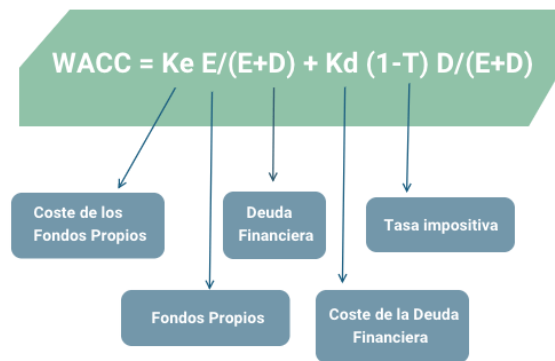 WACC = Ke E/(E+D) + Kd (1-T) D/(E+D)
Coste de los
Fondos Propios
Deuda
Financiera
Tasa impositiva
Fondos Propios
Coste de la Deuda
Financiera